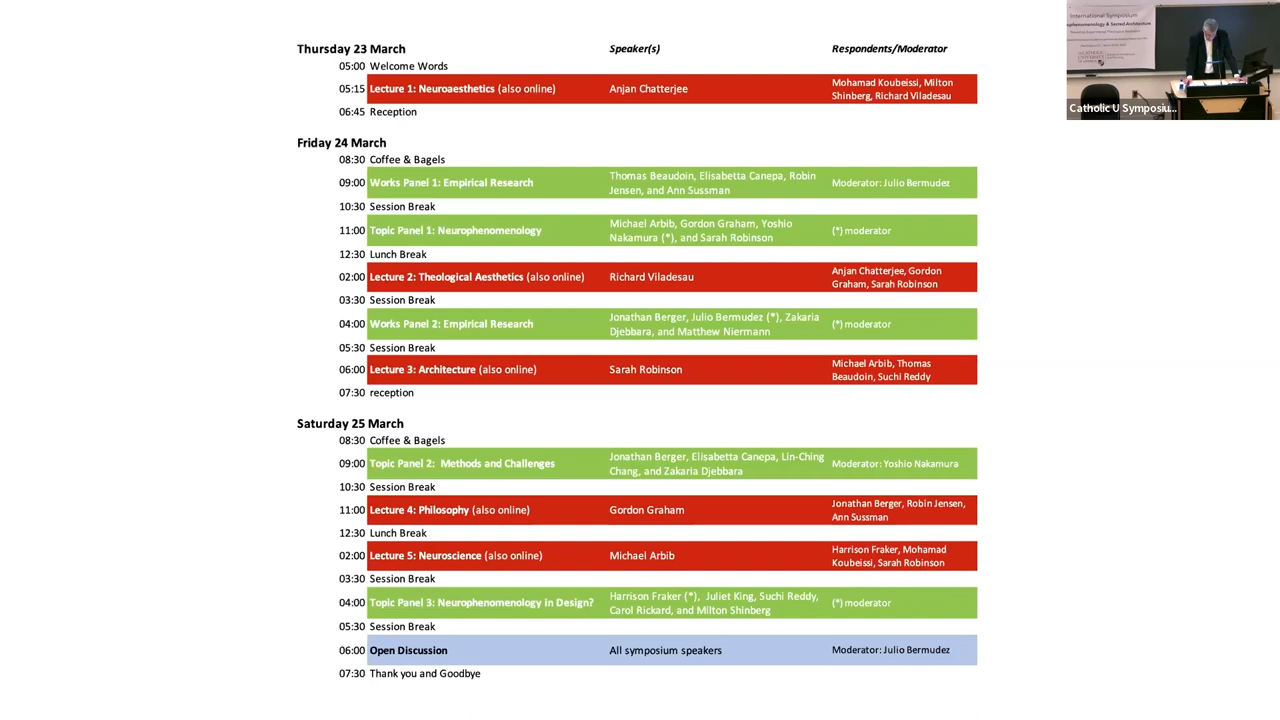 Thursday 23 March Speaker(s) Respondents/Moderator
05:00 Welcome Words
05:15 Lecture 1: Neuroaesthetics (also online) Anjan Chatterjee Mohamad Koubeissi, Milton
Shinberg, Richard Viladesau
06:45 Reception
Friday 24 March
08:30 Coffee & Bagels
09:00 Works Panel 1: Empirical Research Thomas Beaudoin, Elisabetta Canepa, Robin
Jensen, and Ann Sussman Moderator: Julio Bermudez
10:30 Session Break
11:00 Topic Panel 1: Neurophenomenology Michael Arbib, Gordon Graham, Yoshio
Nakamura (*), and Sarah Robinson (*) moderator
12:30 Lunch Break
02:00 Lecture 2: Theological Aesthetics (also online) Richard Viladesau Anjan Chatterjee, Gordon
Graham, Sarah Robinson
03:30 Session Break
04:00 Works Panel 2: Empirical Research Jonathan Berger, Julio Bermudez (*), Zakaria
Djebbara, and Matthew Niermann (*) moderator
05:30 Session Break
06:00 Lecture 3: Architecture (also online) Sarah Robinson Michael Arbib, Thomas
Beaudoin, Suchi Reddy
07:30 reception
Saturday 25 March
08:30 Coffee & Bagels
09:00 Topic Panel 2: Methods and Challenges Jonathan Berger, Elisabetta Canepa, Lin-Ching
Chang, and Zakaria Djebbara Moderator: Yoshio Nakamura
10:30 Session Break
11:00 Lecture 4: Philosophy (also online) Gordon Graham Jonathan Berger, Robin Jensen,
Ann Sussman
12:30 Lunch Break
02:00 Lecture 5: Neuroscience (also online) Michael Arbib Harrison Fraker, Mohamad
Koubeissi, Sarah Robinson
03:30 Session Break
04:00 Topic Panel 3: Neurophenomenology in Design? Harrison Fraker (*), Juliet King, Suchi Reddy,
Carol Rickard, and Milton Shinberg (*) moderator
05:30 Session Break
06:00 Open Discussion All symposium speakers Moderator: Julio Bermudez
07:30 Thank you and Goodbye
International Symposium
ophenomenology & Sacred Architecture
Catholic U Symposiu...